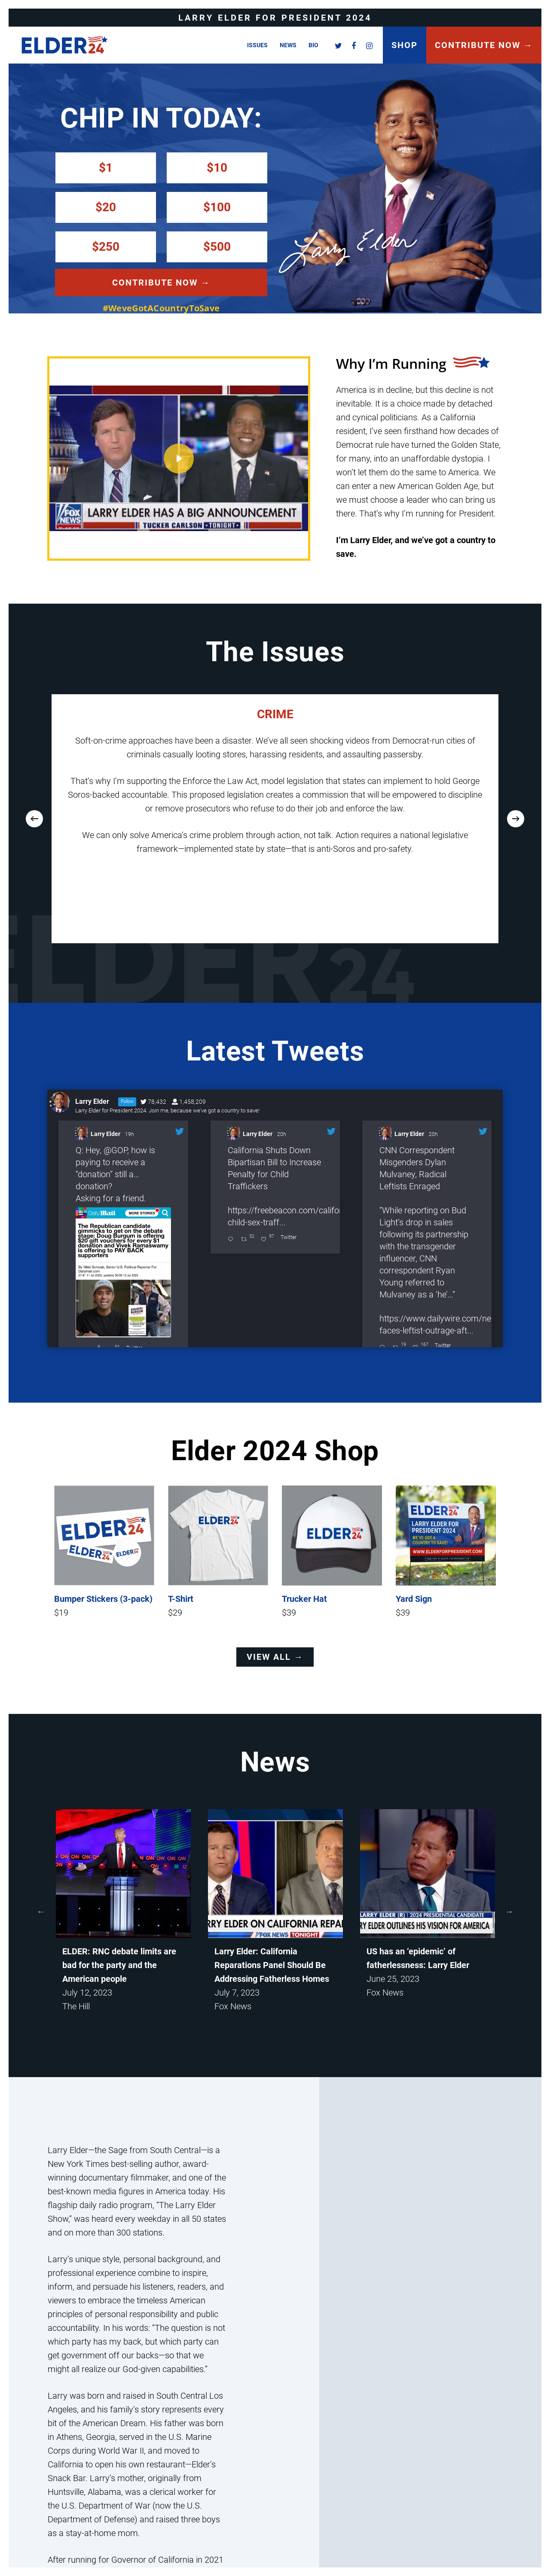 LARRY ELDER FOR PRESIDENT 2024
ELDER 24
ISSUES NEWS BIO
SHOP
CONTRIBUTE NOW →
CHIP IN TODAY:
$1 $10
$20 $100
$250 $500
CONTRIBUTE NOW →
#WeveGotACountryToSave
Larry Elder
FOX NEWS
LARRY ELDER HAS A BIG ANNOUNCEMENT
TUCKER CARLSON TONIGHT
Why I'm Running
America is in decline, but this decline is not
inevitable. It is a choice made by detached
and cynical politicians. As a California
resident, I've seen firsthand how decades of
Democrat rule have turned the Golden State,
for many, into an unaffordable dystopia. I
won't let them do the same to America. We
can enter a new American Golden Age, but
we must choose a leader who can bring us
there. That's why I'm running for President.
I'm Larry Elder, and we've got a country to
save.
The Issues
CRIME
Soft-on-crime approaches have been a disaster. We've all seen shocking videos from Democrat-run cities of
criminals casually looting stores, harassing residents, and assaulting passersby.
That's why I'm supporting the Enforce the Law Act, model legislation that states can implement to hold George
Soros-backed accountable. This proposed legislation creates a commission that will be empowered to discipline
or remove prosecutors who refuse to do their job and enforce the law.
We can only solve America's crime problem through action, not talk. Action requires a national legislative
framework—implemented state by state—that is anti-Soros and pro-safety.
ELDER24
Latest Tweets
Larry Elder Follow 78,432 1,458,209
Larry Elder for President 2024. Join me, because we've got a country to save!
Larry Elder 19h
Q: Hey, @GOP, how is
paying to receive a
"donation" still a...
donation?
Asking for a friend.
Daily Mail MORE STORIES
The Republican candidate
gimmicks to get on the debate
stage: Doug Burgum is offering
$20 gift vouchers for every $1
donation and Vivek Ramaswamy
is offering to PAY BACK
supporters
Larry Elder 20h
California Shuts Down
Bipartisan Bill to Increase
Penalty for Child
Traffickers
https://freebeacon.com/califo
child-sex-traff...
52 97 Twitter
Larry Elder 20h
CNN Correspondent
Misgenders Dylan
Mulvaney, Radical
Leftists Enraged
"While reporting on Bud
Light's drop in sales
following its partnership
with the transgender
influencer, CNN
correspondent Ryan
Young referred to
Mulvaney as a 'he'..."
https://www.dailywire.com/ne
faces-leftist-outrage-aft...
19 167 Twitter
Elder 2024 Shop
ELDER 24
ELDER 24
ELDER 24
ELDER 24
ELDER 24
ELDER 24
LARRY ELDER FOR
PRESIDENT 2024
WE'VE GOT A
COUNTRY TO SAVE!
WWW.ELDERFORPRESIDENT.COM
Bumper Stickers (3-pack)
$19
T-Shirt
$29
Trucker Hat
$39
Yard Sign
$39
VIEW ALL →
News
RRY ELDER ON CALIFORNIA REPA
FOX NEWS TONIGHT
LARRY ELDER (R) | 2024 PRESIDENTIAL CANDIDATE
RY ELDER OUTLINES HIS VISION FOR AMERICA
ELDER: RNC debate limits are
bad for the party and the
American people
July 12, 2023
The Hill
Larry Elder: California
Reparations Panel Should Be
Addressing Fatherless Homes
July 7, 2023
Fox News
US has an 'epidemic' of
fatherlessness: Larry Elder
June 25, 2023
Fox News
Larry Elder—the Sage from South Central—is a
New York Times best-selling author, award-
winning documentary filmmaker, and one of the
best-known media figures in America today. His
flagship daily radio program, "The Larry Elder
Show," was heard every weekday in all 50 states
and on more than 300 stations.
Larry's unique style, personal background, and
professional experience combine to inspire,
inform, and persuade his listeners, readers, and
viewers to embrace the timeless American
principles of personal responsibility and public
accountability. In his words: "The question is not
which party has my back, but which party can
get government off our backs—so that we
might all realize our God-given capabilities."
Larry was born and raised in South Central Los
Angeles, and his family's story represents every
bit of the American Dream. His father was born
in Athens, Georgia, served in the U.S. Marine
Corps during World War II, and moved to
California to open his own restaurant—Elder's
Snack Bar. Larry's mother, originally from
Huntsville, Alabama, was a clerical worker for
the U.S. Department of War (now the U.S.
Department of Defense) and raised three boys
as a stay-at-home mom.
After running for Governor of California in 2021